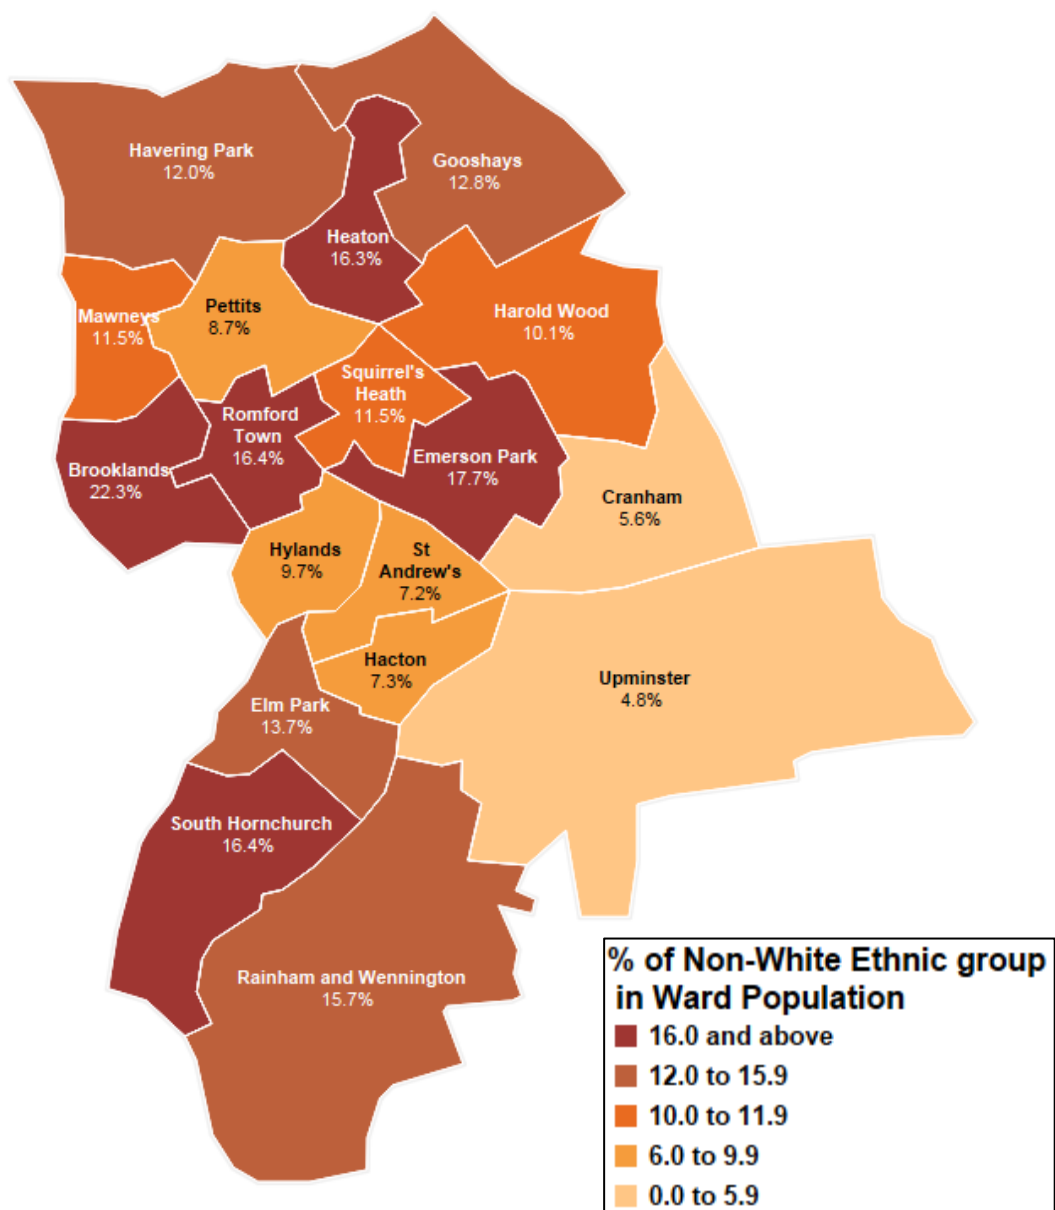 Havering Park
12.0%
Gooshays
12.8%
Heaton
16.3%
Pettits
8.7%
Mawneys
11.5%
Harold Wood
10.1%
Squirrel's
Heath
11.5%
Romford
Town
16.4%
Brooklands
22.3%
Emerson Park
17.7%
Cranham
5.6%
Hylands
9.7%
St
Andrew's
7.2%
Hacton
7.3%
Upminster
4.8%
Elm Park
13.7%
South Hornchurch
16.4%
Rainham and Wennington
15.7%
% of Non-White Ethnic group
in Ward Population
16.0 and above
12.0 to 15.9
10.0 to 11.9
6.0 to 9.9
0.0 to 5.9